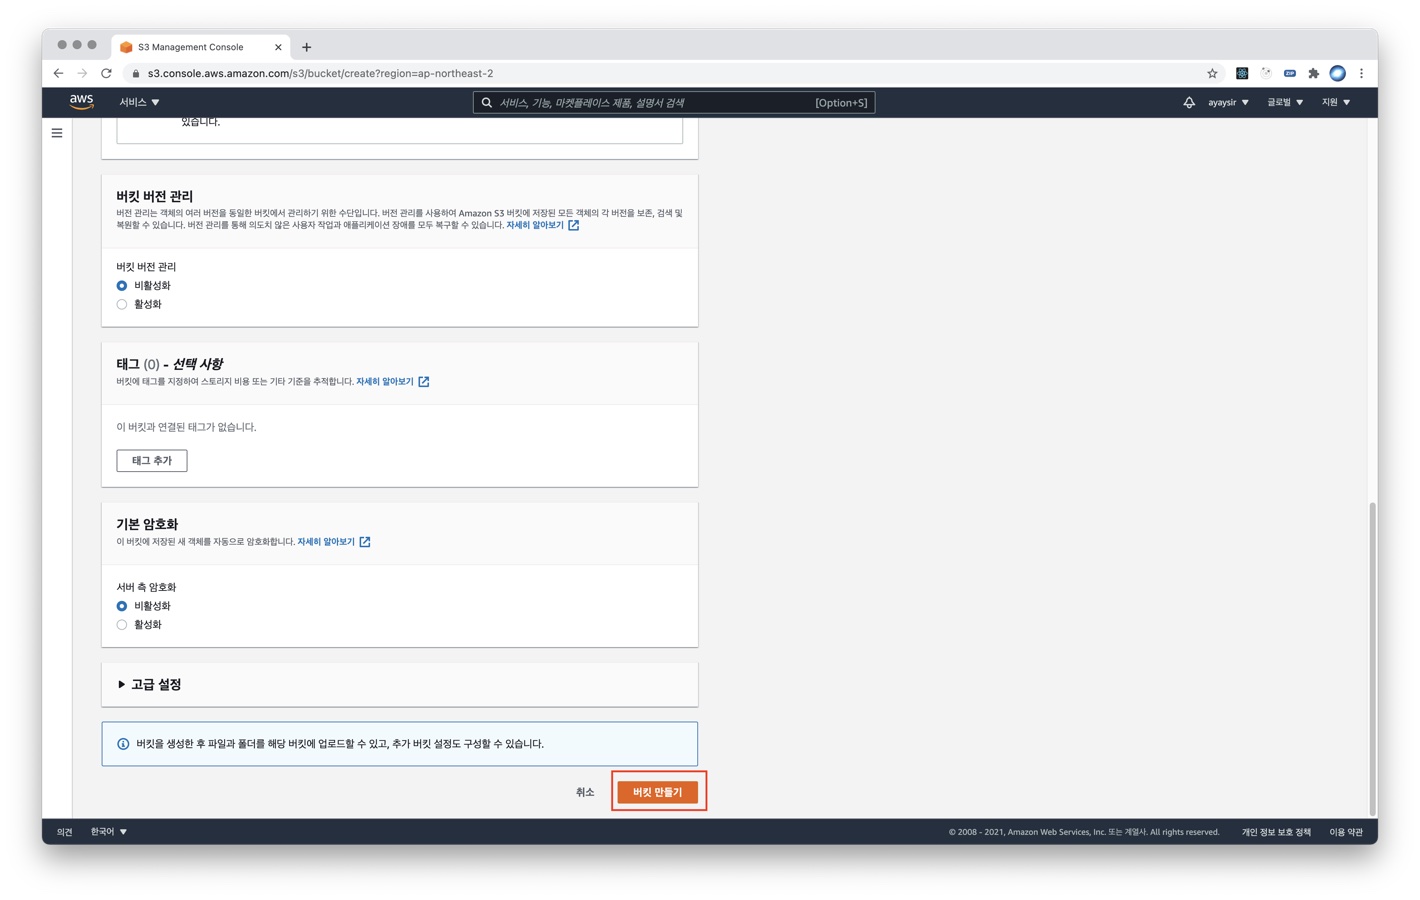 S3 Management Console
s3.console.aws.amazon.com/s3/bucket/create?region=ap-northeast-2
ZIP
aws 서비스 ▼ 서비스, 기능, 마켓플레이스 제품, 설명서 검색 [Option+S] ayaysir ▼ 글로벌 ▼ 지원 ▼
있습니다.
버킷 버전 관리
버전 관리는 객체의 여러 버전을 동일한 버킷에서 관리하기 위한 수단입니다. 버전 관리를 사용하여 Amazon S3 버킷에 저장된 모든 객체의 각 버전을 보존, 검색 및
복원할 수 있습니다. 버전 관리를 통해 의도치 않은 사용자 작업과 애플리케이션 장애를 모두 복구할 수 있습니다. 자세히 알아보기
버킷 버전 관리
비활성화
활성화
태그 (0) - 선택 사항
버킷에 태그를 지정하여 스토리지 비용 또는 기타 기준을 추적합니다. 자세히 알아보기
이 버킷과 연결된 태그가 없습니다.
태그 추가
기본 암호화
이 버킷에 저장된 새 객체를 자동으로 암호화합니다. 자세히 알아보기
서버 측 암호화
비활성화
활성화
▶ 고급 설정
버킷을 생성한 후 파일과 폴더를 해당 버킷에 업로드할 수 있고, 추가 버킷 설정도 구성할 수 있습니다.
취소 버킷 만들기
의견 한국어 ▼ © 2008 - 2021, Amazon Web Services, Inc. 또는 계열사. All rights reserved. 개인 정보 보호 정책 이용 약관